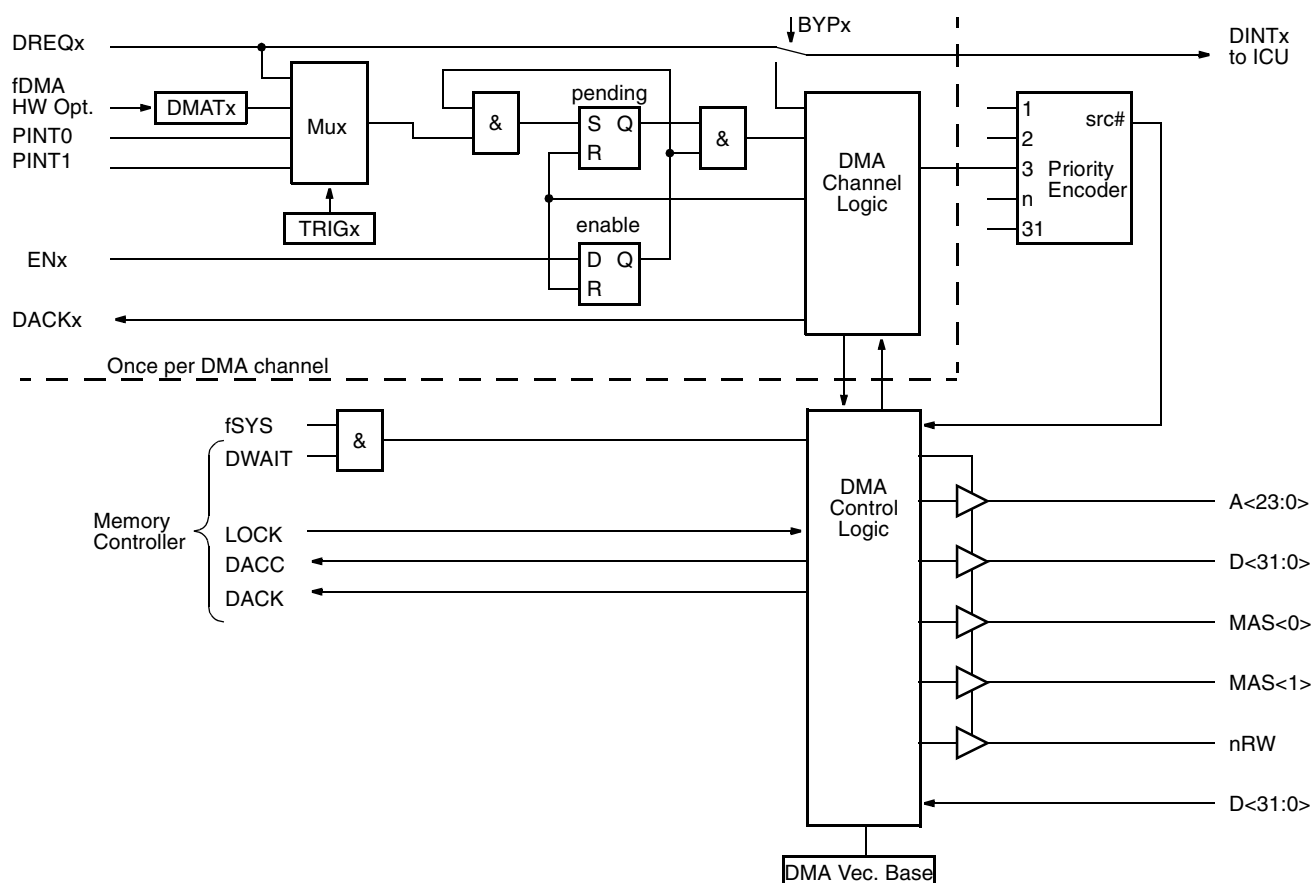 BYPx
DREQx
DINTx
to ICU
fDMA
HW Opt.
DMATx
PINT0
PINT1
Mux
TRIGx
&
pending
S Q
R
&
enable
D Q
R
ENx
DACKx
DMA
Channel
Logic
1
2
3
n
31
src#
Priority
Encoder
Once per DMA channel
fSYS
DWAIT
&
Memory
Controller
LOCK
DACC
DACK
DMA
Control
Logic
A<23:0>
D<31:0>
MAS<0>
MAS<1>
nRW
D<31:0>
DMA Vec. Base